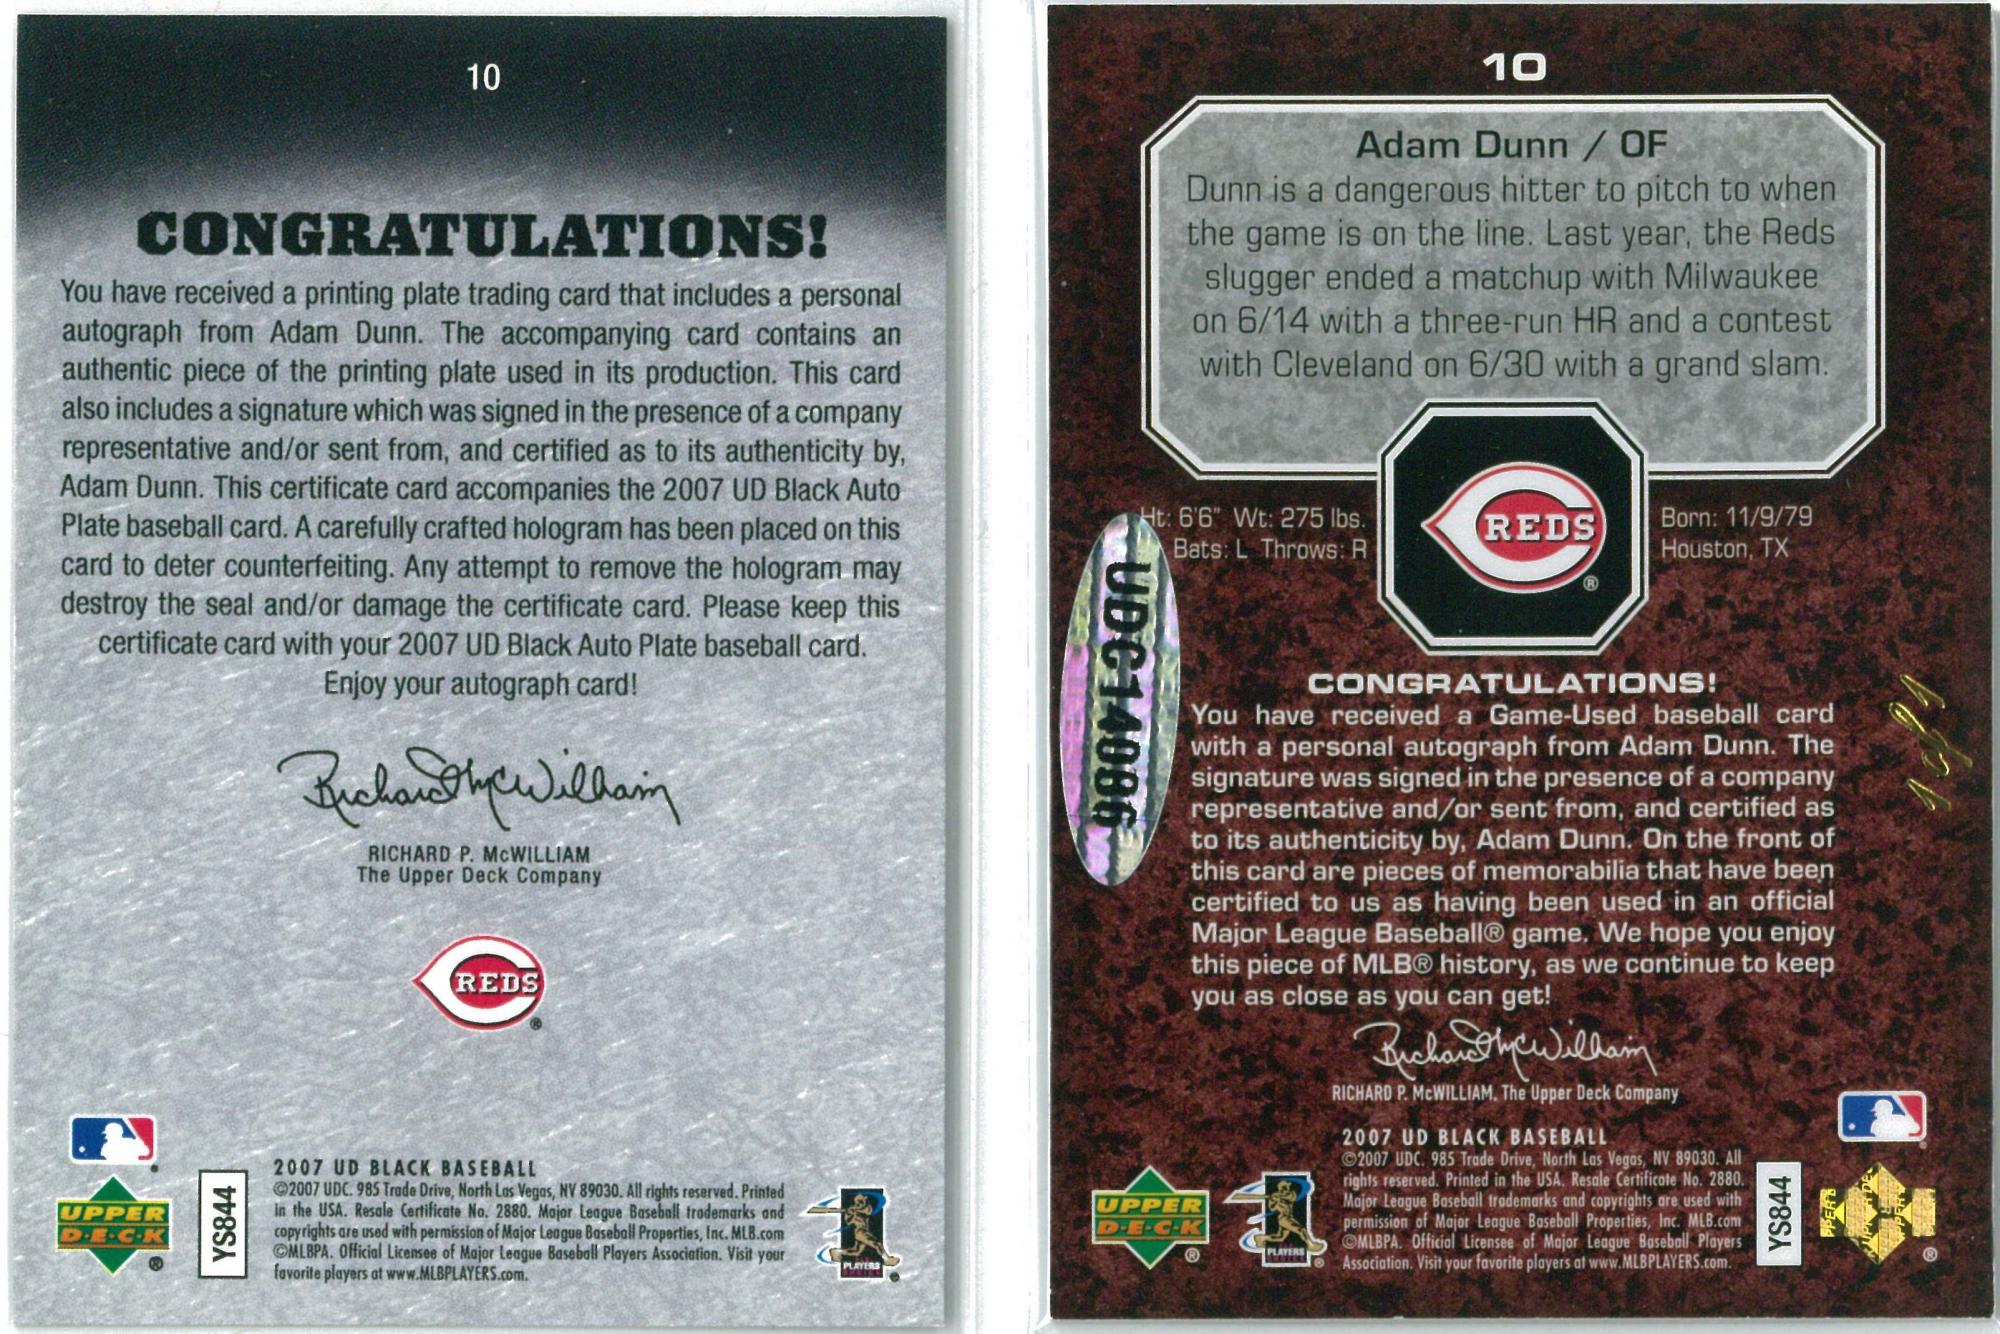 10
CONGRATULATIONS!
You have received a printing plate trading card that includes a personal
autograph from Adam Dunn. The accompanying card contains an
authentic piece of the printing plate used in its production. This card
also includes a signature which was signed in the presence of a company
representative and/or sent from, and certified as to its authenticity by,
Adam Dunn. This certificate card accompanies the 2007 UD Black Auto
Plate baseball card. A carefully crafted hologram has been placed on this
card to deter counterfeiting. Any attempt to remove the hologram may
destroy the seal and/or damage the certificate card. Please keep this
certificate card with your 2007 UD Black Auto Plate baseball card.
Enjoy your autograph card!
Richard McWilliam
RICHARD P. McWILLIAM
The Upper Deck Company
REDS
®
UPPER
D·E·C·K
®
YS844
2007 UD BLACK BASEBALL
©2007 UDC. 985 Trade Drive, North Las Vegas, NV 89030. All rights reserved. Printed
in the USA. Resale Certificate No. 2880. Major League Baseball trademarks and
copyrights are used with permission of Major League Baseball Properties, Inc. MLB.com
©MLBPA. Official Licensee of Major League Baseball Players Association. Visit your
favorite players at www.MLBPLAYERS.com.
PLAYERS
CHOICE
10
Adam Dunn / OF
Dunn is a dangerous hitter to pitch to when
the game is on the line. Last year, the Reds
slugger ended a matchup with Milwaukee
on 6/14 with a three-run HR and a contest
with Cleveland on 6/30 with a grand slam.
Ht: 6'6" Wt: 275 lbs.
Bats: L Throws: R
REDS
®
Born: 11/9/79
Houston, TX
CONGRATULATIONS!
You have received a Game-Used baseball card
with a personal autograph from Adam Dunn. The
signature was signed in the presence of a company
representative and/or sent from, and certified as
to its authenticity by, Adam Dunn. On the front of
this card are pieces of memorabilia that have been
certified to us as having been used in an official
Major League Baseball® game. We hope you enjoy
this piece of MLB® history, as we continue to keep
you as close as you can get!
1 of 1
Richard McWilliam
RICHARD P. McWILLIAM, The Upper Deck Company
UPPER
D·E·C·K
®
PLAYERS
CHOICE
2007 UD BLACK BASEBALL
©2007 UDC. 985 Trade Drive, North Las Vegas, NV 89030. All
rights reserved. Printed in the USA. Resale Certificate No. 2880.
Major League Baseball trademarks and copyrights are used with
permission of Major League Baseball Properties, Inc. MLB.com
©MLBPA. Official Licensee of Major League Baseball Players
Association. Visit your favorite players at www.MLBPLAYERS.com.
YS844
®